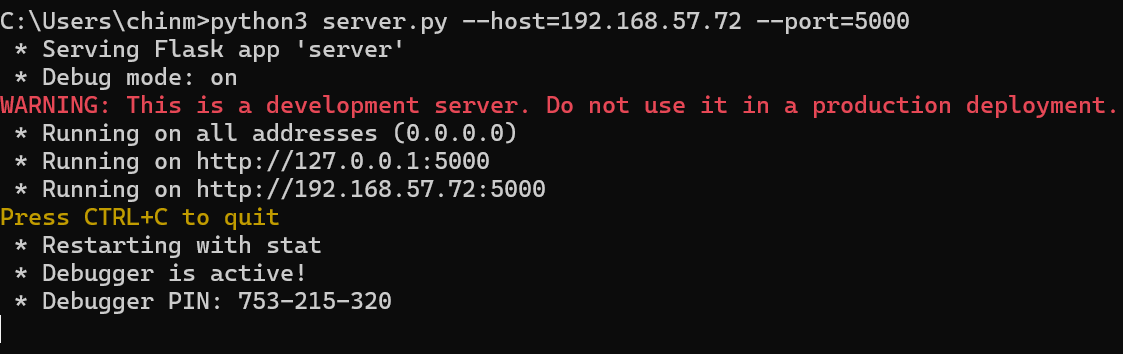 C:\Users\chinm>python3 server.py --host=192.168.57.72 --port=5000
 * Serving Flask app 'server'
 * Debug mode: on
WARNING: This is a development server. Do not use it in a production deployment.
 * Running on all addresses (0.0.0.0)
 * Running on http://127.0.0.1:5000
 * Running on http://192.168.57.72:5000
Press CTRL+C to quit
 * Restarting with stat
 * Debugger is active!
 * Debugger PIN: 753-215-320